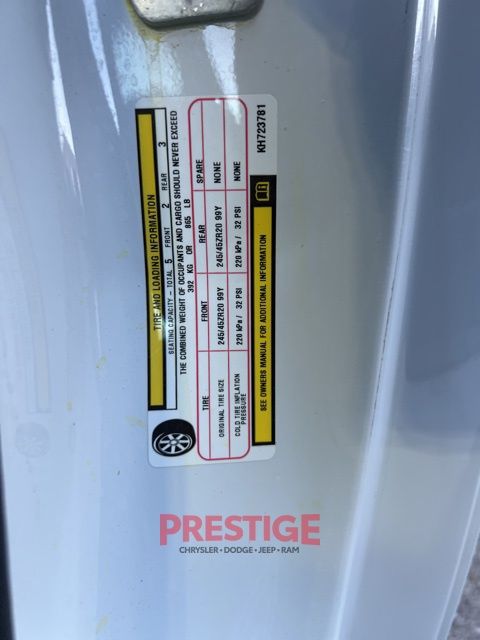 TIRE AND LOADING INFORMATION
SEATING CAPACITY - TOTAL 5 FRONT 2 REAR 3
THE COMBINED WEIGHT OF OCCUPANTS AND CARGO SHOULD NEVER EXCEED
392 KG OR 865 LB
TIRE FRONT REAR SPARE
ORIGINAL TIRE SIZE 245/45ZR20 99Y 245/45ZR20 99Y NONE
COLD TIRE INFLATION PRESSURE 220 kPa / 32 PSI 220 kPa / 32 PSI NONE
SEE OWNERS MANUAL FOR ADDITIONAL INFORMATION
KH723781
PRESTIGE
CHRYSLER • DODGE • JEEP • RAM